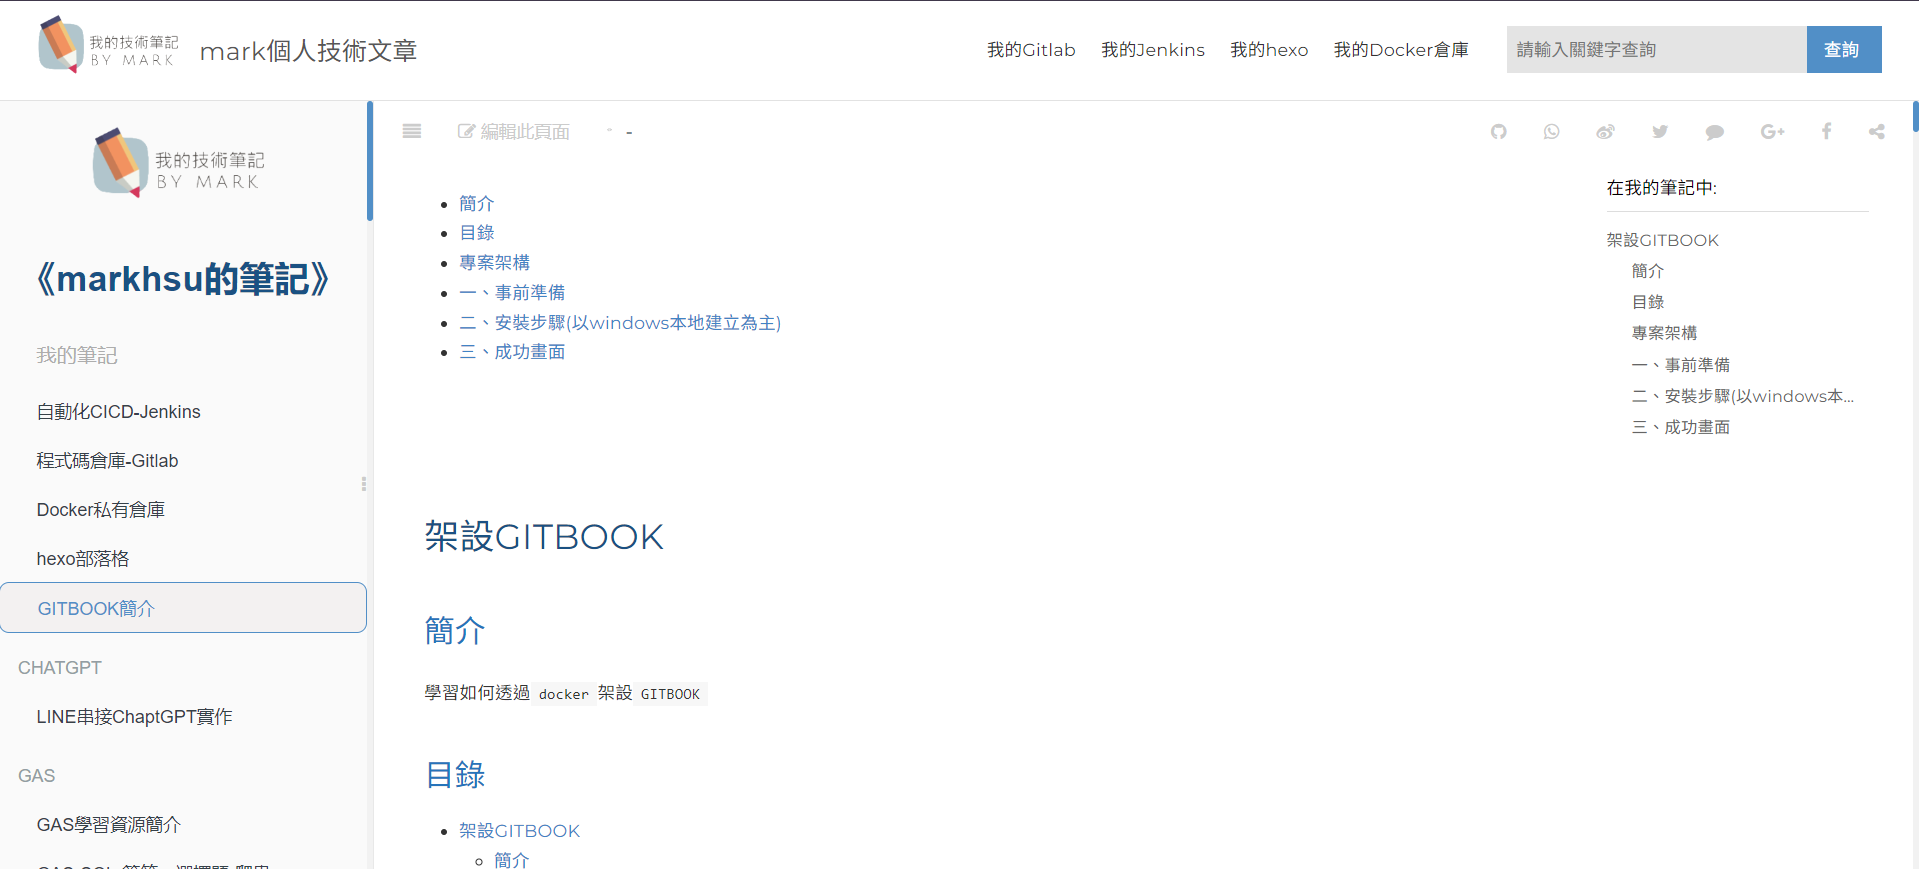 我的技術筆記
BY MARK
mark個人技術文章
我的Gitlab 我的Jenkins 我的hexo 我的Docker倉庫
請輸入關鍵字查詢 查詢
我的技術筆記
BY MARK
《markhsu的筆記》
我的筆記
自動化CICD-Jenkins
程式碼倉庫-Gitlab
Docker私有倉庫
hexo部落格
GITBOOK簡介
CHATGPT
LINE串接ChaptGPT實作
GAS
GAS學習資源簡介
編輯此頁面 -
簡介
目錄
專案架構
一、事前準備
二、安裝步驟(以windows本地建立為主)
三、成功畫面
架設GITBOOK
簡介
學習如何透過 docker 架設 GITBOOK
目錄
架設GITBOOK
簡介
在我的筆記中:
架設GITBOOK
簡介
目錄
專案架構
一、事前準備
二、安裝步驟(以windows本...
三、成功畫面